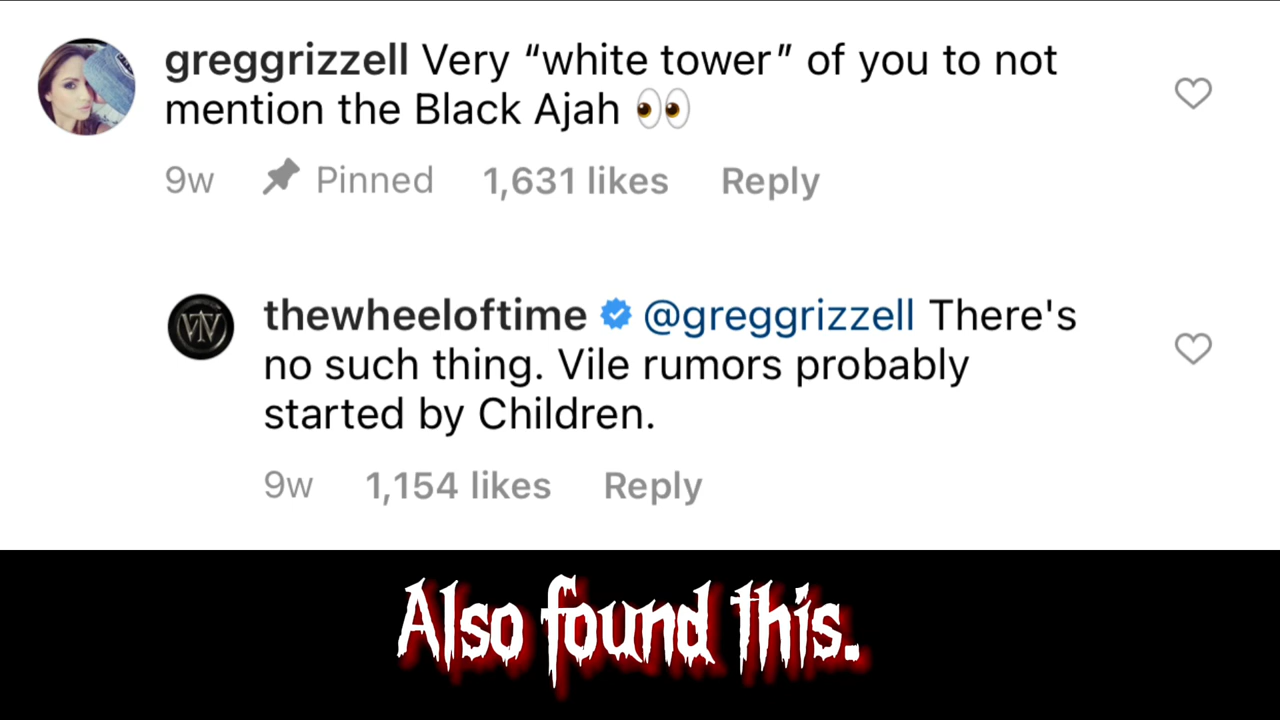 greggrizzell Very “white tower” of you to not
mention the Black Ajah 👀
9w Pinned 1,631 likes Reply
thewheeloftime @greggrizzell There's
no such thing. Vile rumors probably
started by Children.
9w 1,154 likes Reply
Also found this.